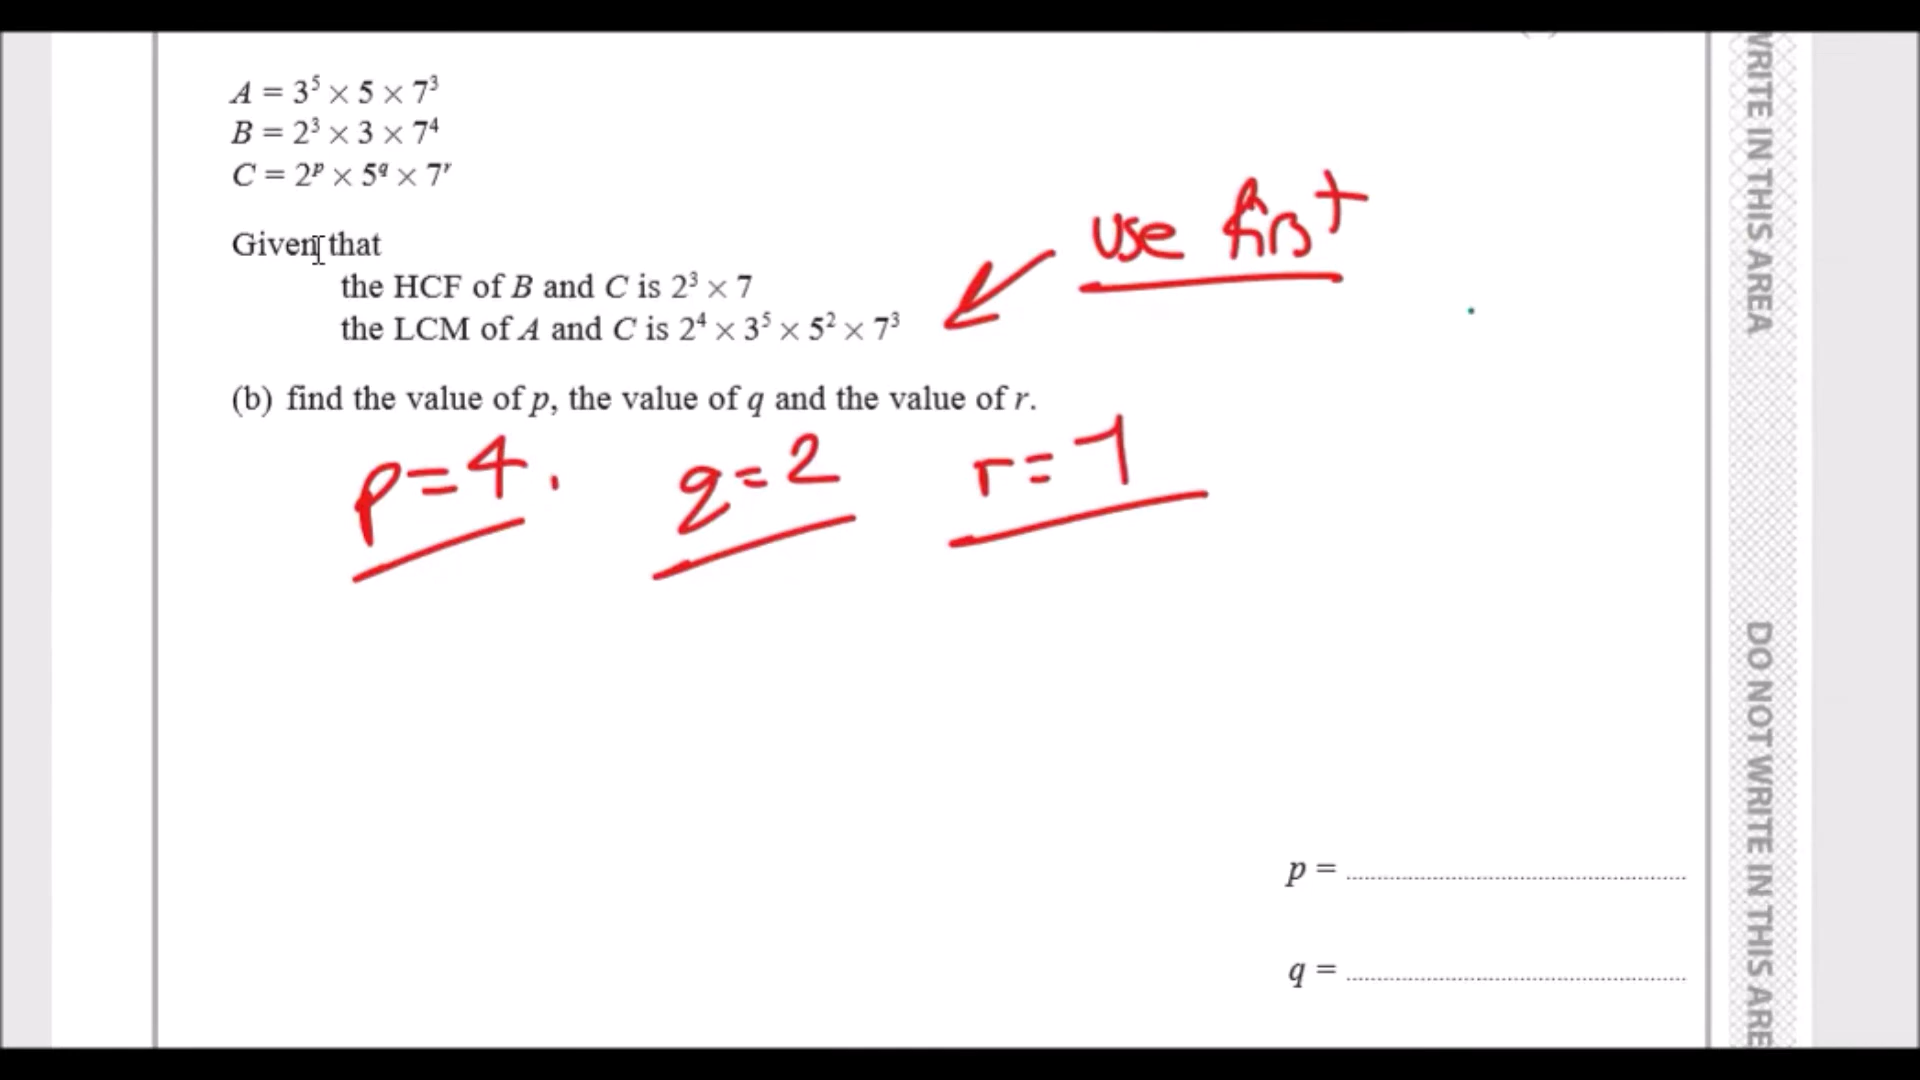 A = 3⁵ × 5 × 7³
B = 2³ × 3 × 7⁴
C = 2ᵖ × 5^q × 7ʳ
use first
Given that
the HCF of B and C is 2³ × 7
the LCM of A and C is 2⁴ × 3⁵ × 5² × 7³
(b) find the value of p, the value of q and the value of r.
p=4. q=2 r=1
p =
q =
WRITE IN THIS AREA
DO NOT WRITE IN THIS ARE